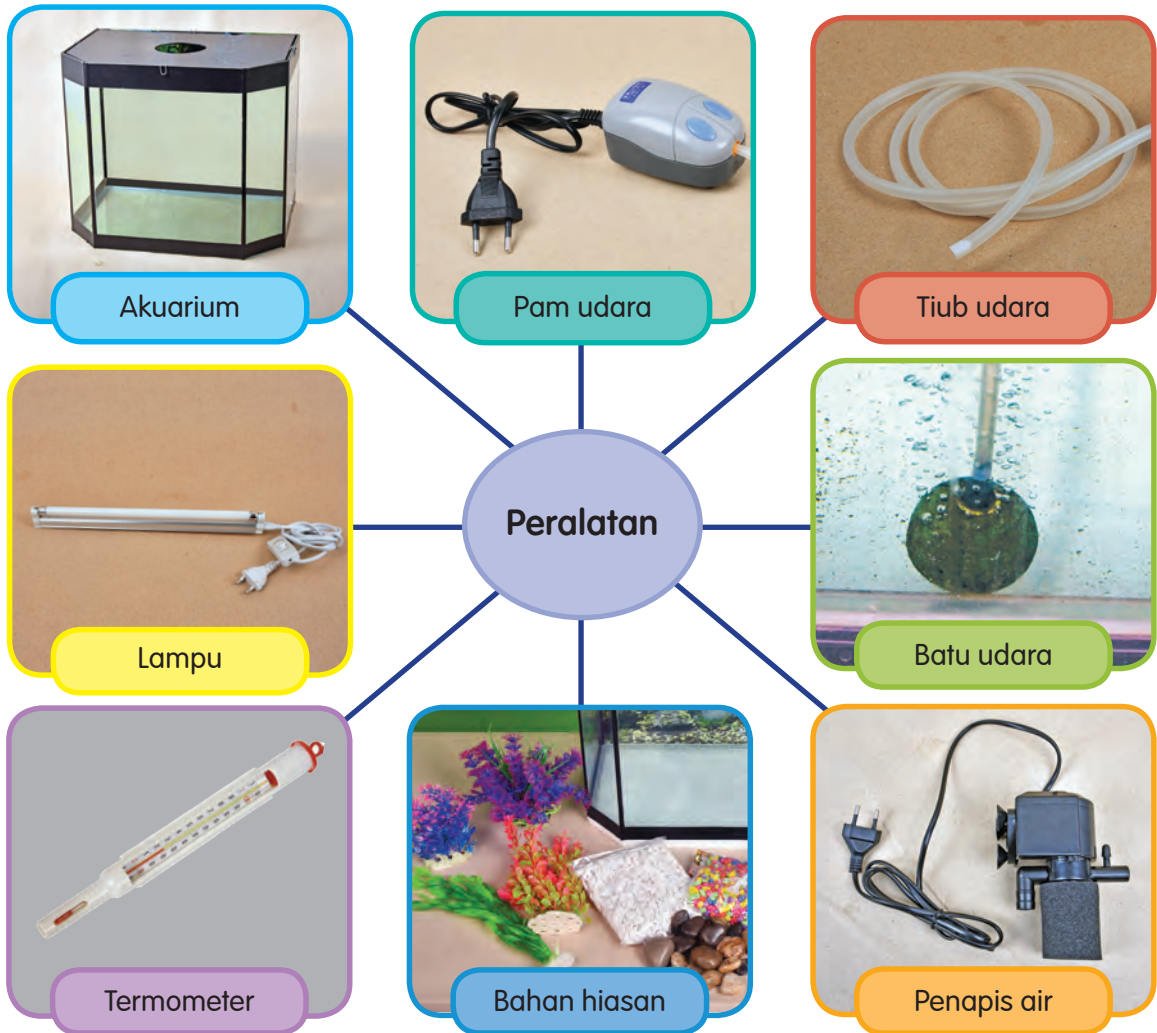 Akuarium
Pam udara
Tiub udara
Lampu
Peralatan
Batu udara
Termometer
Bahan hiasan
Penapis air